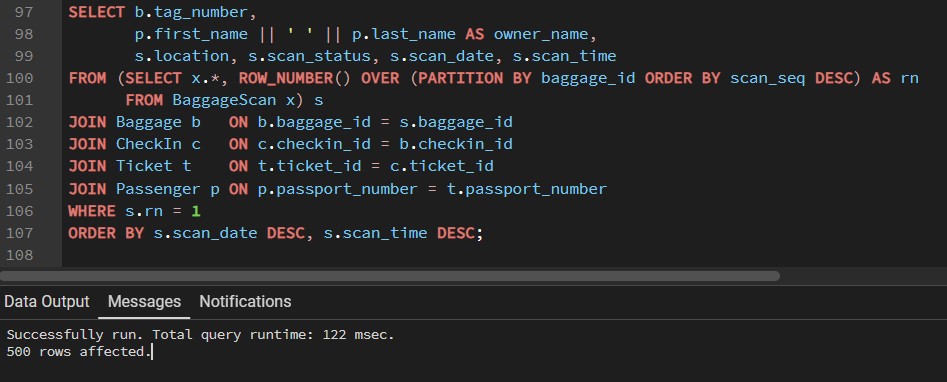 97 SELECT b.tag_number,
98 p.first_name || ' ' || p.last_name AS owner_name,
99 s.location, s.scan_status, s.scan_date, s.scan_time
100 FROM (SELECT x.*, ROW_NUMBER() OVER (PARTITION BY baggage_id ORDER BY scan_seq DESC) AS rn
101 FROM BaggageScan x) s
102 JOIN Baggage b ON b.baggage_id = s.baggage_id
103 JOIN CheckIn c ON c.checkin_id = b.checkin_id
104 JOIN Ticket t ON t.ticket_id = c.ticket_id
105 JOIN Passenger p ON p.passport_number = t.passport_number
106 WHERE s.rn = 1
107 ORDER BY s.scan_date DESC, s.scan_time DESC;
108
Data Output Messages Notifications
Successfully run. Total query runtime: 122 msec.
500 rows affected.